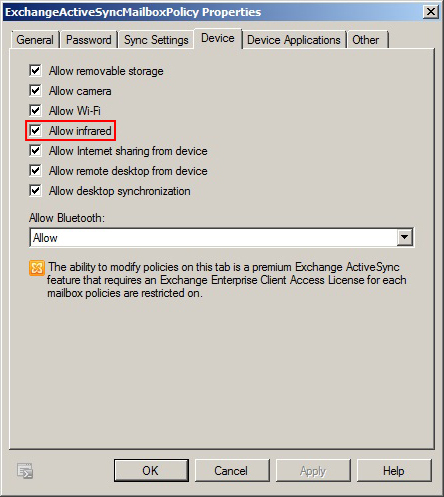 ExchangeActiveSyncMailboxPolicy Properties
General Password Sync Settings Device Device Applications Other
Allow removable storage
Allow camera
Allow Wi-Fi
Allow infrared
Allow Internet sharing from device
Allow remote desktop from device
Allow desktop synchronization
Allow Bluetooth:
Allow
The ability to modify policies on this tab is a premium Exchange ActiveSync
feature that requires an Exchange Enterprise Client Access License for each
mailbox policies are restricted on.
OK Cancel Apply Help